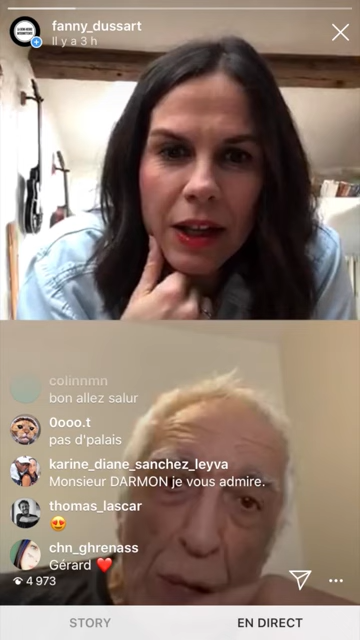 fanny_dussart
Il y a 3 h
colinnmn
bon allez salur
0ooo.t
pas d'palais
karine_diane_sanchez_leyva
Monsieur DARMON je vous admire.
thomas_lascar
😍
chn_ghrenass
Gérard ❤️
4 973
STORY
EN DIRECT